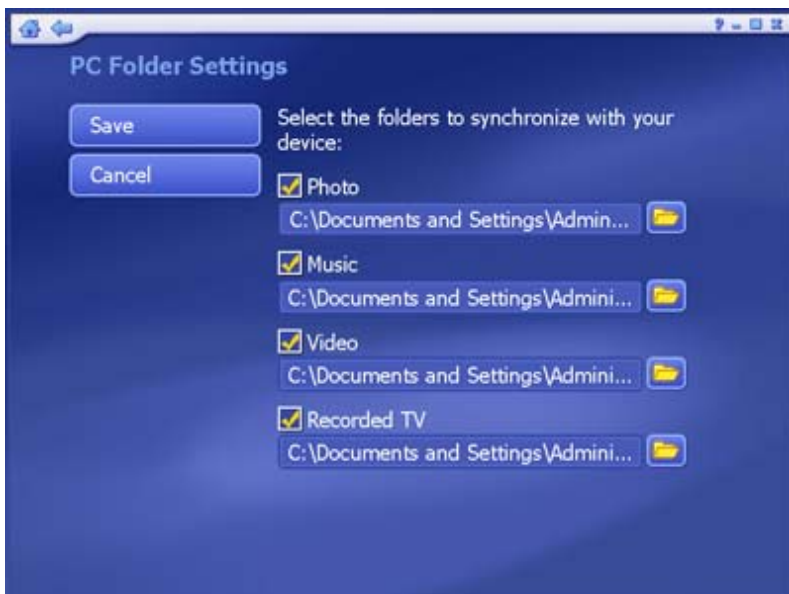 ?
PC Folder Settings
Save
Cancel
Select the folders to synchronize with your
device:
Photo
C:\Documents and Settings\Admin...
Music
C:\Documents and Settings\Admini...
Video
C:\Documents and Settings\Admini...
Recorded TV
C:\Documents and Settings\Admini...